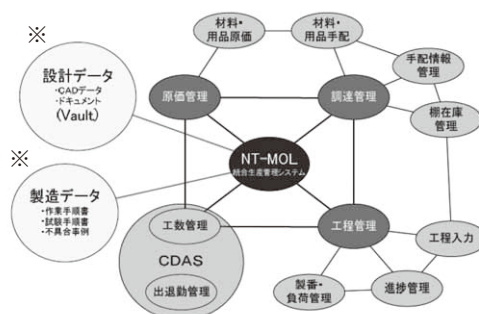 ※
材料・
用品原価
材料・
用品手配
手配情報
管理
設計データ
・CADデータ
・ドキュメント
(Vault.)
原価管理
調達管理
棚在庫
管理
※
NT-MOL
統合生産管理システム
製造データ
・作業手順書
・試験手順書
・不具合事例
工数管理
工程管理
工程入力
CDAS
出退勤管理
製番・
負荷管理
進捗管理